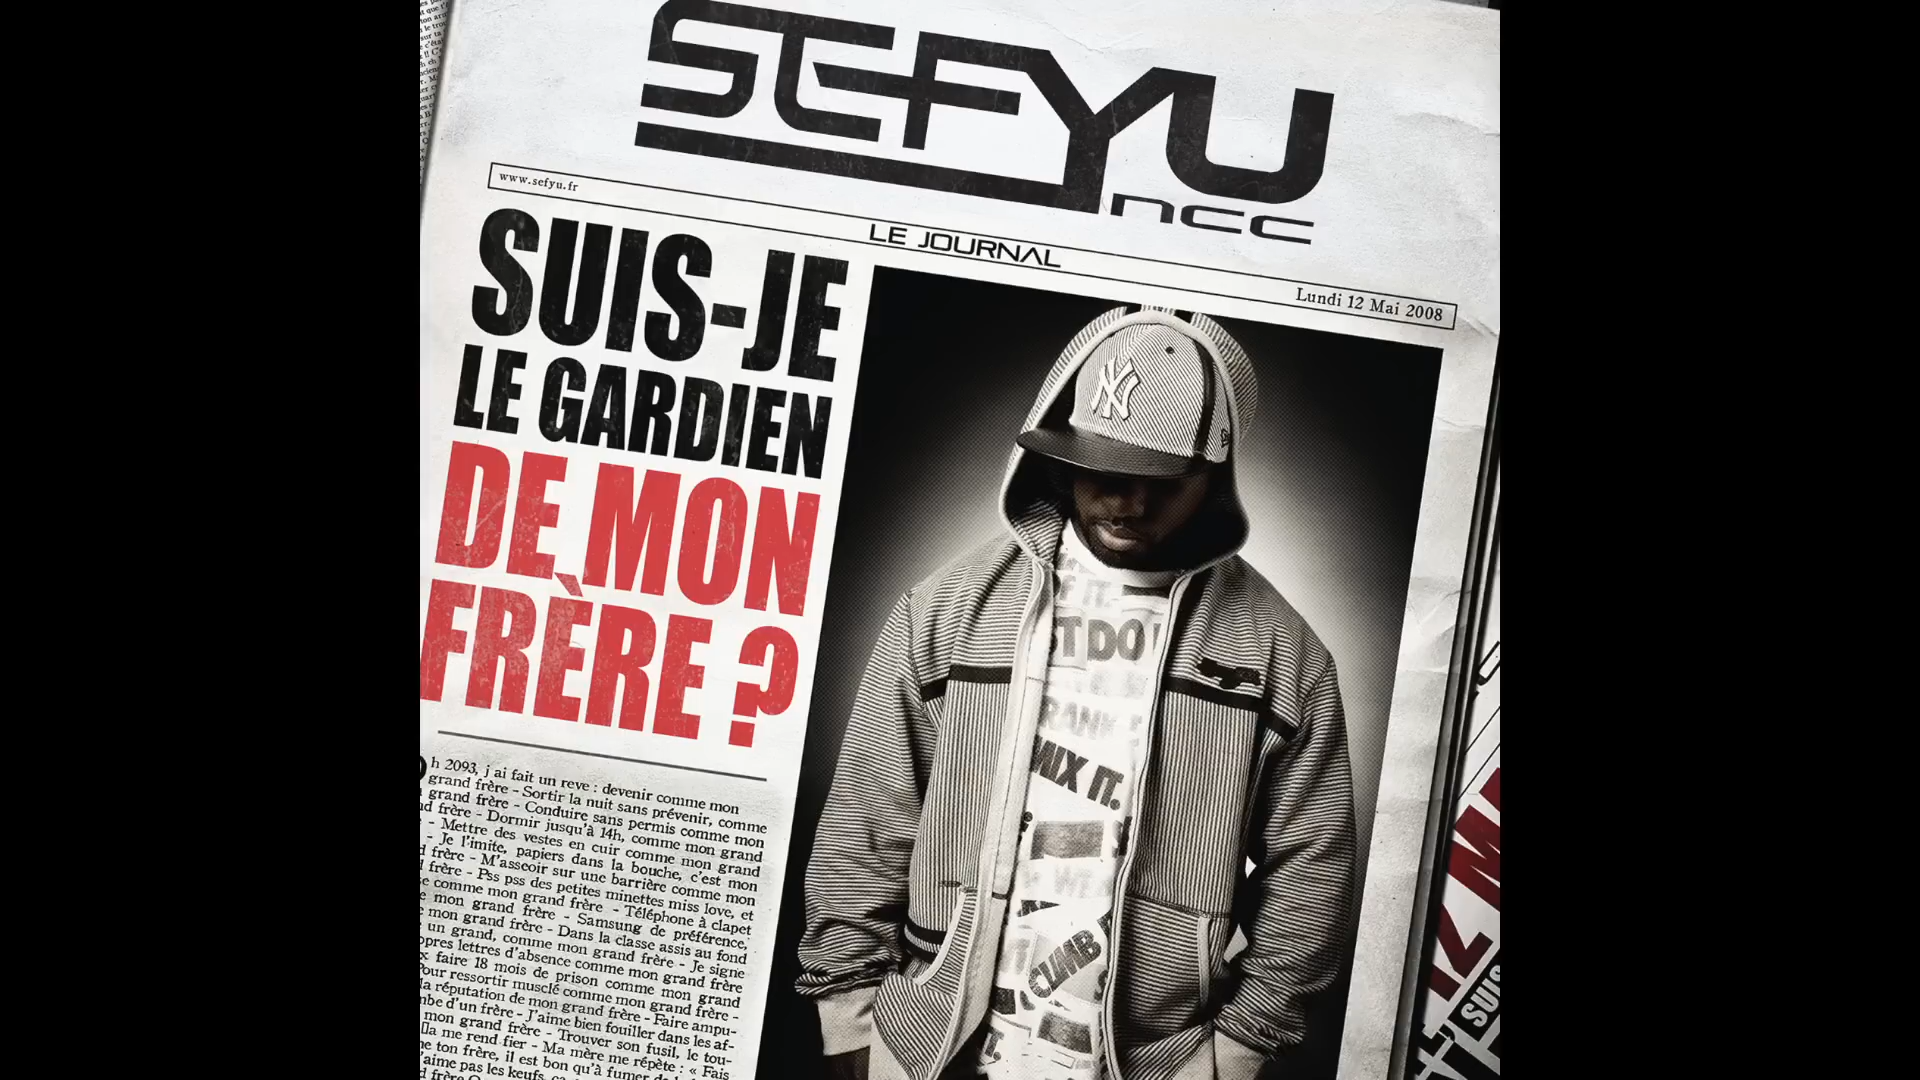 SEFYU
ncc
www.sefyu.fr
LE JOURNAL
Lundi 12 Mai 2008
SUIS-JE
LE GARDIEN
DE MON
FRÈRE ?
h 2093, j ai fait un reve : devenir comme mon
grand frère - Sortir la nuit sans prévenir, comme
grand frère - Conduire sans permis comme mon
frère - Dormir jusqu'à 14h, comme mon grand
- Mettre des vestes en cuir comme mon grand
- Je l'imite, papiers dans la bouche, c'est mon
frère - M'asseoir sur une barrière comme mon
frère - Pss pss des petites minettes miss love, et
comme mon grand frère - Téléphone à clapet
mon grand frère - Samsung de préférence,
mon grand frère - Dans la classe assis au fond
un grand, comme mon grand frère - Je signe
lettres d'absence comme mon grand frère
faire 18 mois de prison comme mon grand
Pour ressortir musclé comme mon grand frère -
la réputation de mon grand frère - Faire ampu-
d'un frère - J'aime bien fouiller dans les af-
mon grand frère - Trouver son fusil, le tou-
me rend fier - Ma mère me répète : « Fais
ton frère, il est bon qu'à fumer
aime pas les keufs,
NY
IT.
DO
MIX IT.
CLIMB
IT.